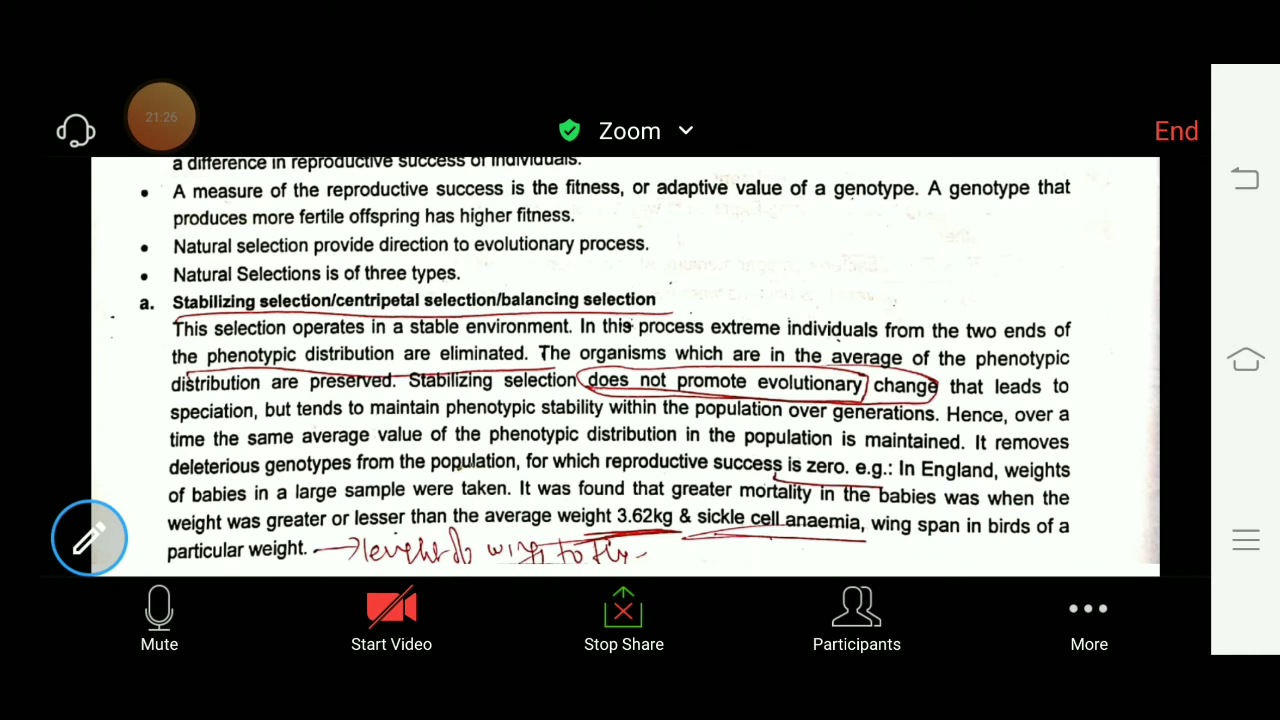 21:26
Zoom
End
a difference in reproductive success of individuals.
• A measure of the reproductive success is the fitness, or adaptive value of a genotype. A genotype that
produces more fertile offspring has higher fitness.
• Natural selection provide direction to evolutionary process.
• Natural Selections is of three types.
a. Stabilizing selection/centripetal selection/balancing selection
This selection operates in a stable environment. In this process extreme individuals from the two ends of
the phenotypic distribution are eliminated. The organisms which are in the average of the phenotypic
distribution are preserved. Stabilizing selection does not promote evolutionary change that leads to
speciation, but tends to maintain phenotypic stability within the population over generations. Hence, over a
time the same average value of the phenotypic distribution in the population is maintained. It removes
deleterious genotypes from the population, for which reproductive success is zero. e.g.: In England, weights
of babies in a large sample were taken. It was found that greater mortality in the babies was when the
weight was greater or lesser than the average weight 3.62kg & sickle cell anaemia, wing span in birds of a
particular weight. wing to fly
Mute
Start Video
Stop Share
Participants
More